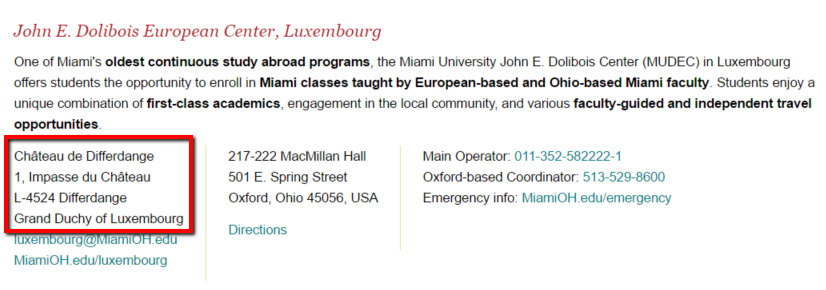 John E. Dolibois European Center, Luxembourg
One of Miami's oldest continuous study abroad programs, the Miami University John E. Dolibois Center (MUDEC) in Luxembourg
offers students the opportunity to enroll in Miami classes taught by European-based and Ohio-based Miami faculty. Students enjoy a
unique combination of first-class academics, engagement in the local community, and various faculty-guided and independent travel
opportunities.
Château de Differdange
1, Impasse du Château
L-4524 Differdange
Grand Duchy of Luxembourg
luxembourg@MiamiOH.edu
MiamiOH.edu/luxembourg
217-222 MacMillan Hall
501 E. Spring Street
Oxford, Ohio 45056, USA
Directions
Main Operator: 011-352-582222-1
Oxford-based Coordinator: 513-529-8600
Emergency info: MiamiOH.edu/emergency